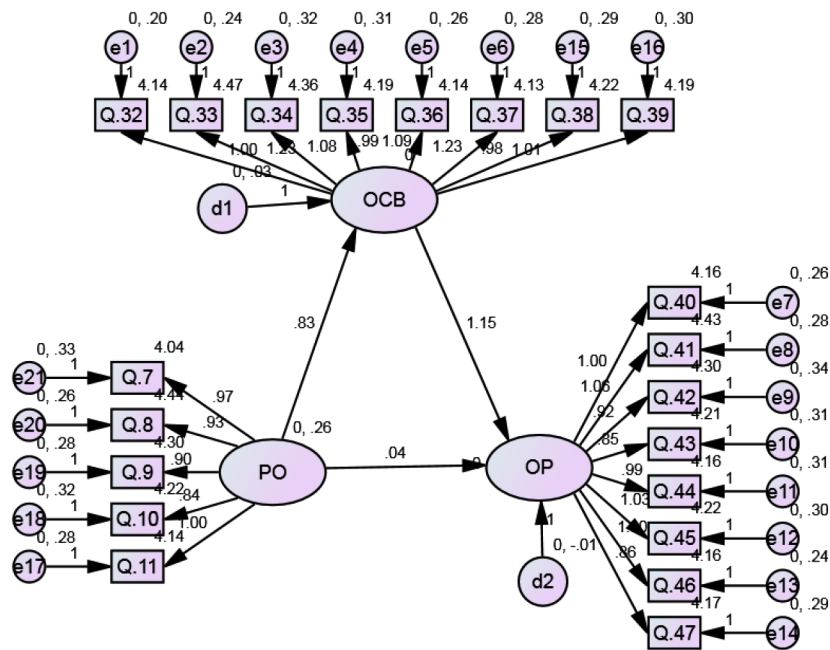 0, .20 0, .24 0, .32 0, .31 0, .26 0, .28 0, .29 0, .30
e1 e2 e3 e4 e5 e6 e15 e16
1 1 1 1 1 1 1 1
4.14 4.47 4.36 4.19 4.14 4.13 4.22 4.19
Q.32 Q.33 Q.34 Q.35 Q.36 Q.37 Q.38 Q.39
1.00 1.23 1.08 .99 1.09 1.23 .98 1.01
0, .03
0
d1 1 OCB
.83 1.15
0, .33 4.04
e21 1 Q.7 .97
0, .26 4.44
e20 1 Q.8 .93
0, .28 4.30
e19 1 Q.9 .90
0, .32 4.22
e18 1 Q.10 .84
0, .28 4.14
e17 1 Q.11 1.00
0, .26
PO .04 0 OP
1
0, -.01
d2
4.16 0, .26
1.00 Q.40 1 e7
4.43 0, .28
1.06 Q.41 1 e8
4.30 0, .34
.92 Q.42 1 e9
4.21 0, .31
.85 Q.43 1 e10
4.16 0, .31
.99 Q.44 1 e11
4.22 0, .30
1.03 Q.45 1 e12
4.16 0, .24
Q.46 1 e13
4.17 0, .29
.86 Q.47 1 e14